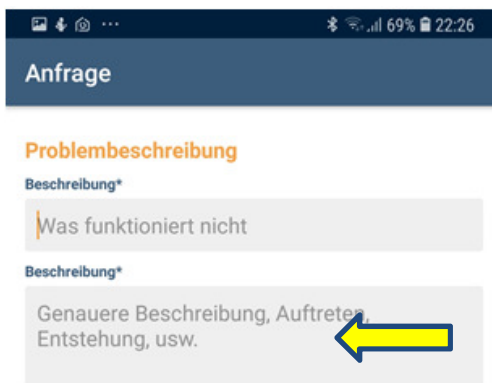 69% 22:26
Anfrage
Problembeschreibung
Beschreibung*
Was funktioniert nicht
Beschreibung*
Genauere Beschreibung, Auftreten,
Entstehung, usw.